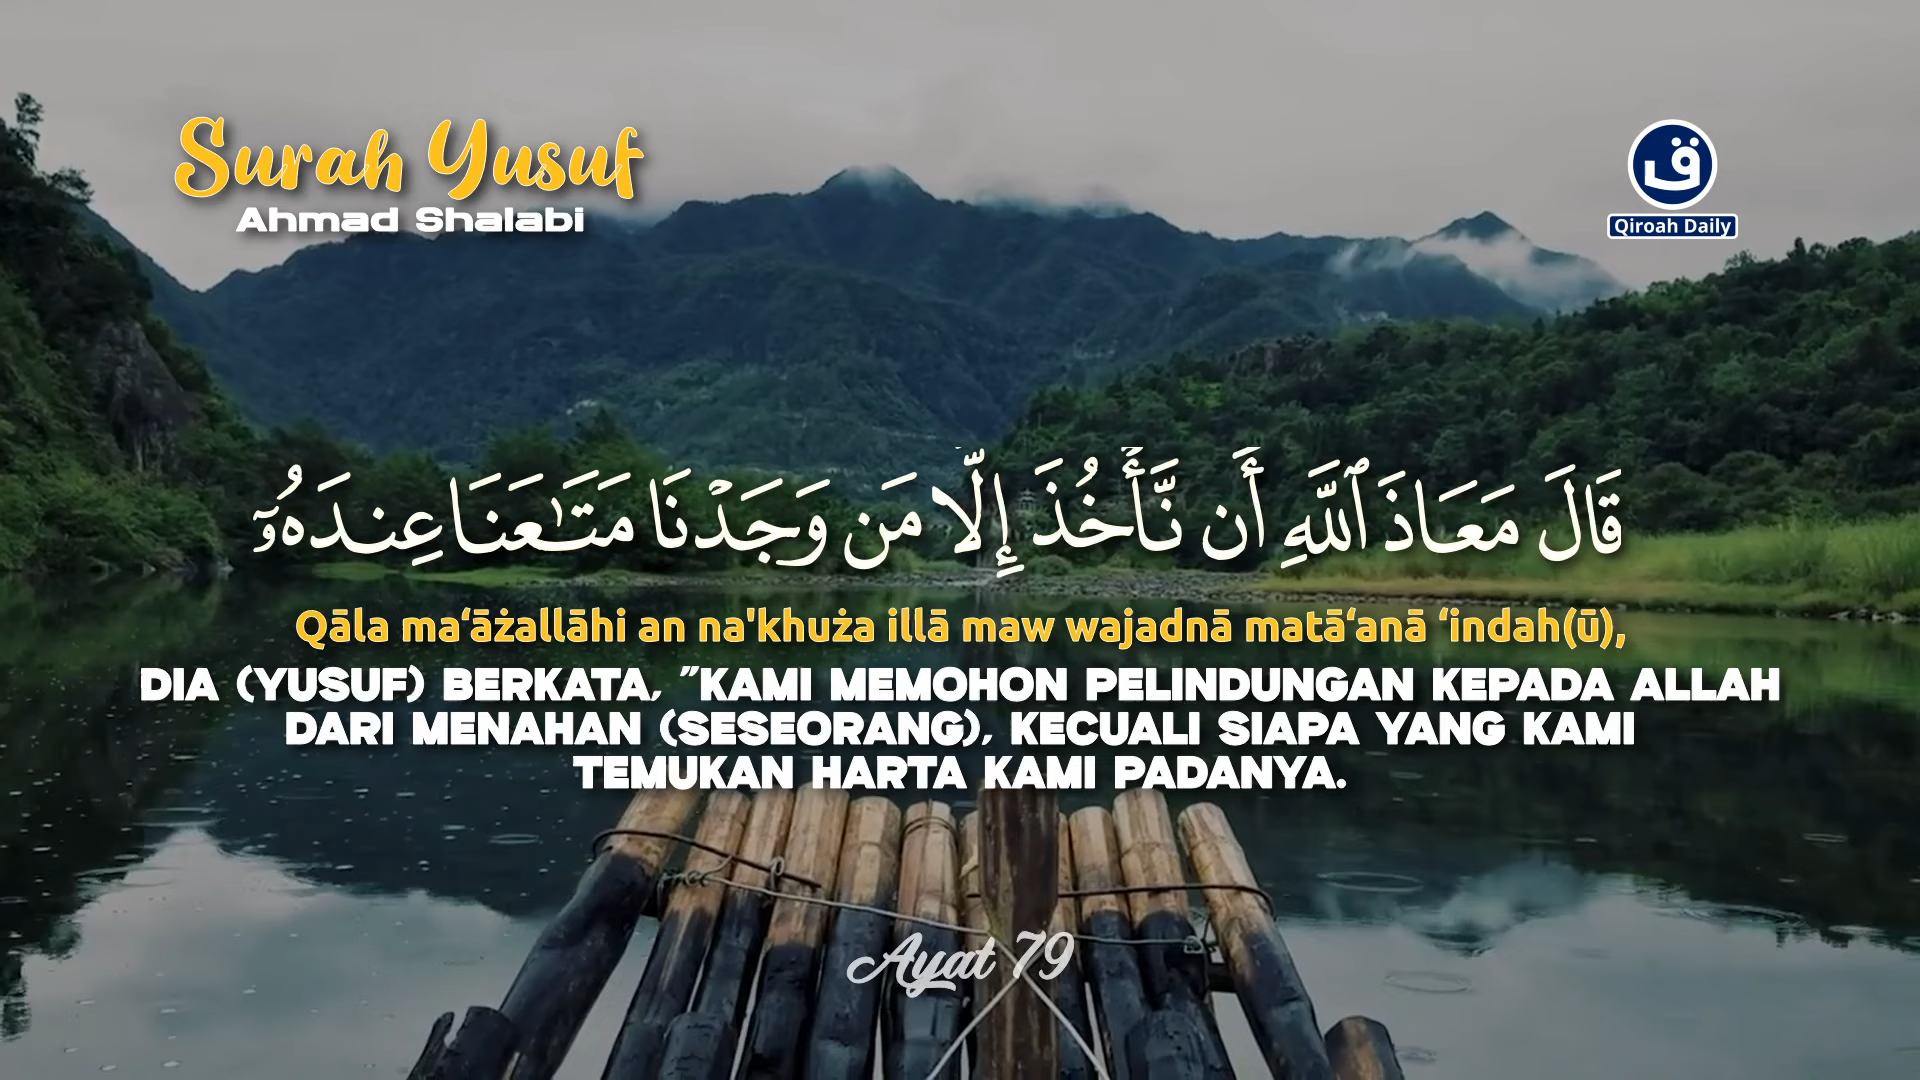 Surah Yusuf
Ahmad Shalabi
ق
Qiroah Daily
قَالَ مَعَاذَ ٱللَّهِ أَن نَّأْخُذَ إِلَّا مَن وَجَدْنَا مَتَٰعَنَا عِندَهُۥٓ
Qāla ma‘āżallāhi an na'khuża illā maw wajadnā matā‘anā ‘indah(ū),
DIA (YUSUF) BERKATA, "KAMI MEMOHON PELINDUNGAN KEPADA ALLAH
DARI MENAHAN (SESEORANG), KECUALI SIAPA YANG KAMI
TEMUKAN HARTA KAMI PADANYA.
Ayat 79